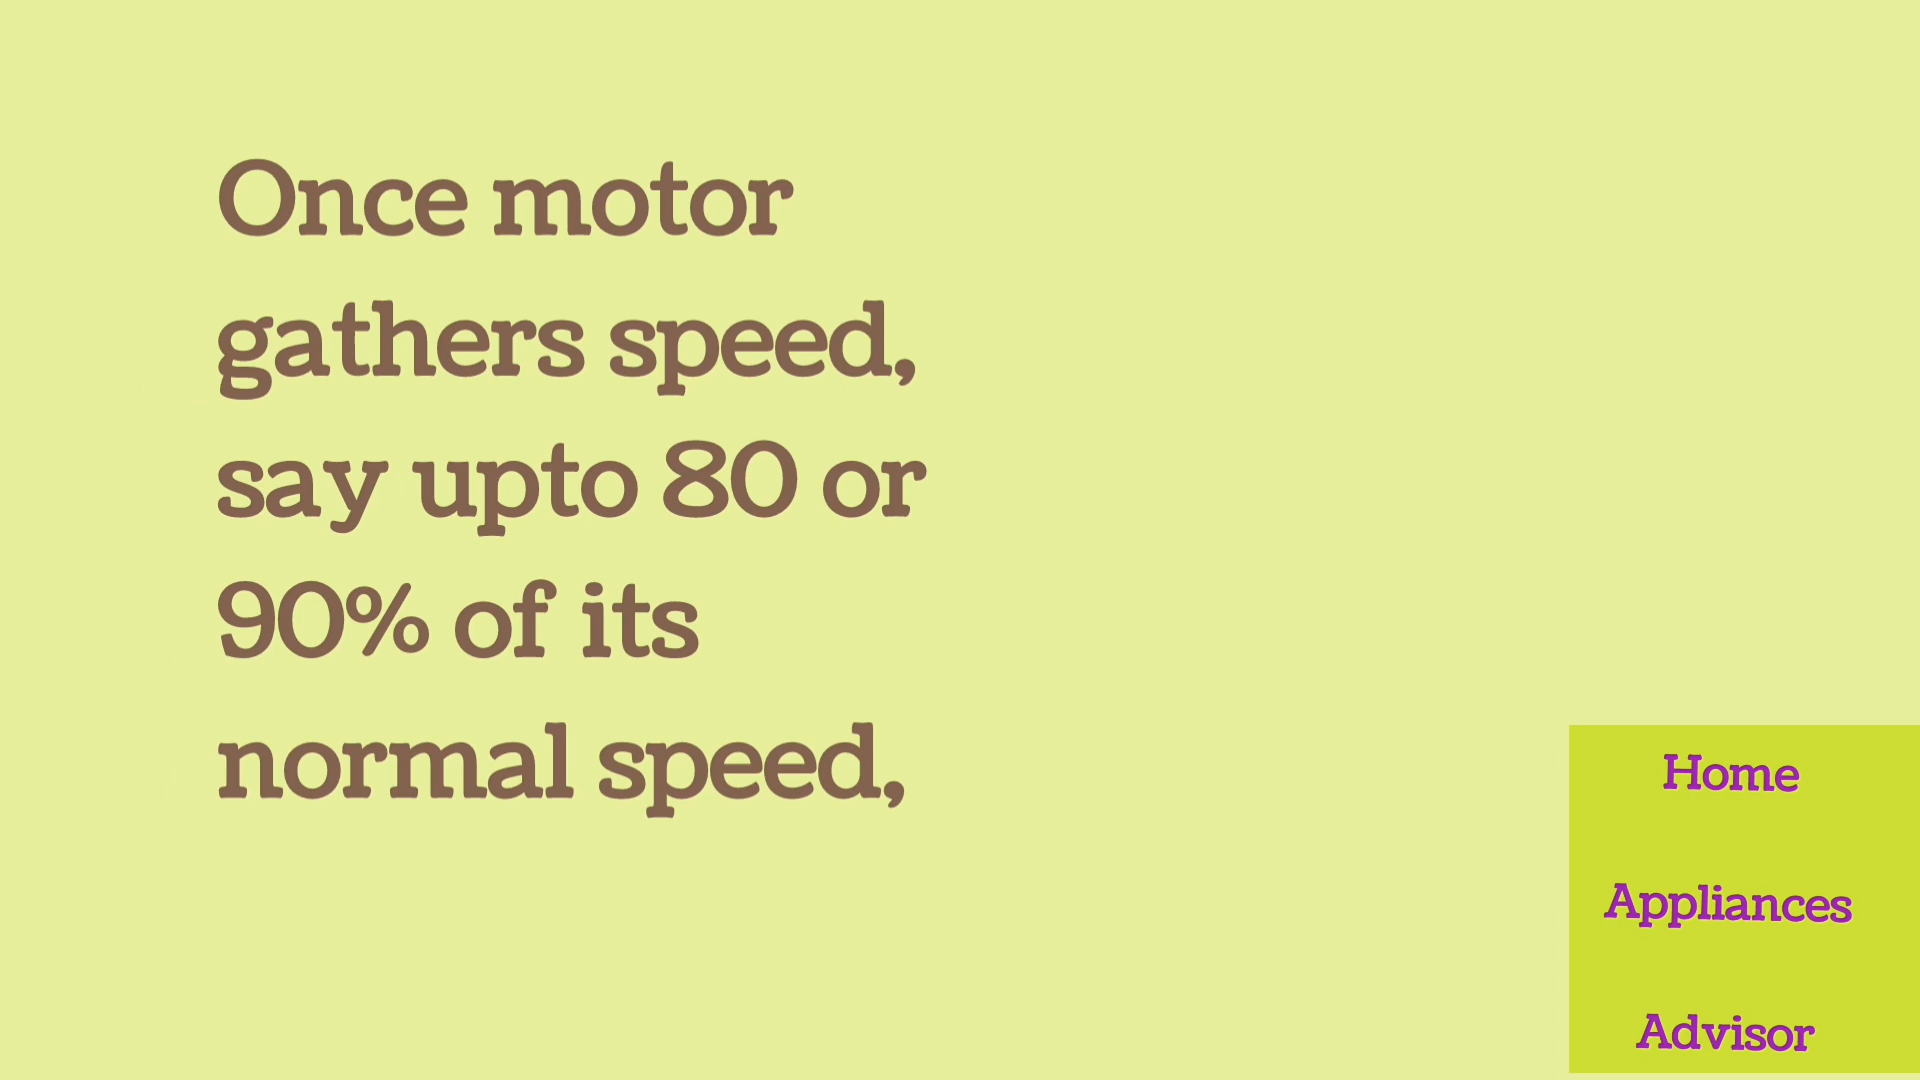 Once motor
gathers speed,
say upto 80 or
90% of its
normal speed,
Home
Appliances
Advisor